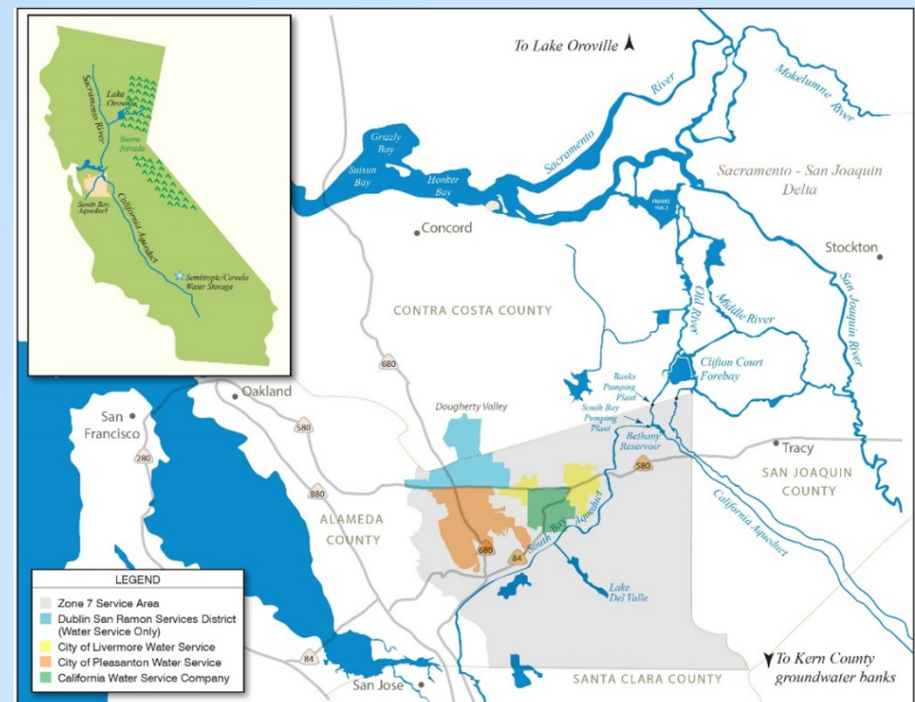 To Lake Oroville
Sacramento River
Lake
Oroville
Sierra
Nevada
South Bay
Aqueduct
California Aqueduct
Semitropic/Cawelo
Water Storage
Mokelumne River
Sacramento River
Grizzly
Bay
Suisun
Bay
Honker
Bay
Sacramento - San Joaquin
Delta
Concord
Stockton
CONTRA COSTA COUNTY
Old River
Middle River
San Joaquin River
680
Clifton Court
Forebay
Banks
Pumping
Plant
South Bay
Pumping
Plant
Bethany
Reservoir
Oakland
Dougherty Valley
San
Francisco
580
280
880
580
Tracy
SAN JOAQUIN
COUNTY
ALAMEDA
COUNTY
California Aqueduct
South Bay Aqueduct
680
84
Lake
Del Valle
LEGEND
Zone 7 Service Area
Dublin San Ramon Services District
(Water Service Only)
City of Livermore Water Service
City of Pleasanton Water Service
California Water Service Company
84
San Jose
SANTA CLARA COUNTY
To Kern County
groundwater banks